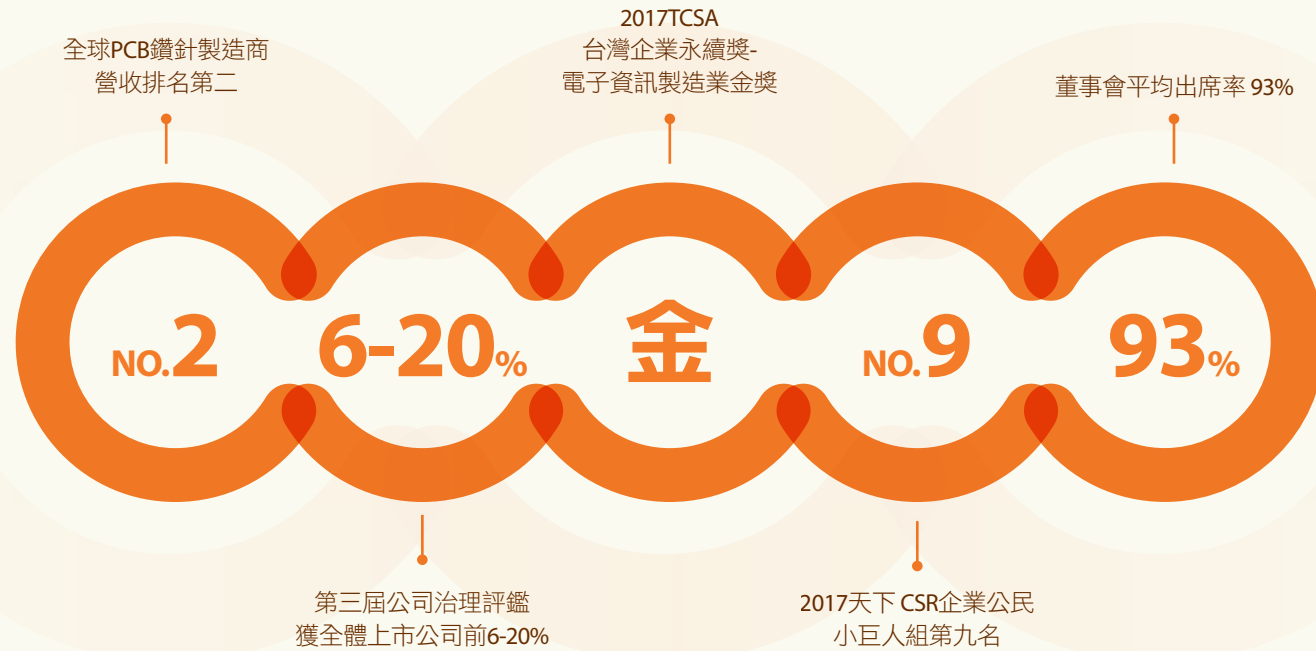 全球PCB鑽針製造商
營收排名第二
2017TCSA
台灣企業永續獎-
電子資訊製造業金獎
董事會平均出席率 93%
NO.2
6-20%
金
NO.9
93%
第三屆公司治理評鑑
獲全體上市公司前6-20%
2017天下 CSR企業公民
小巨人組第九名